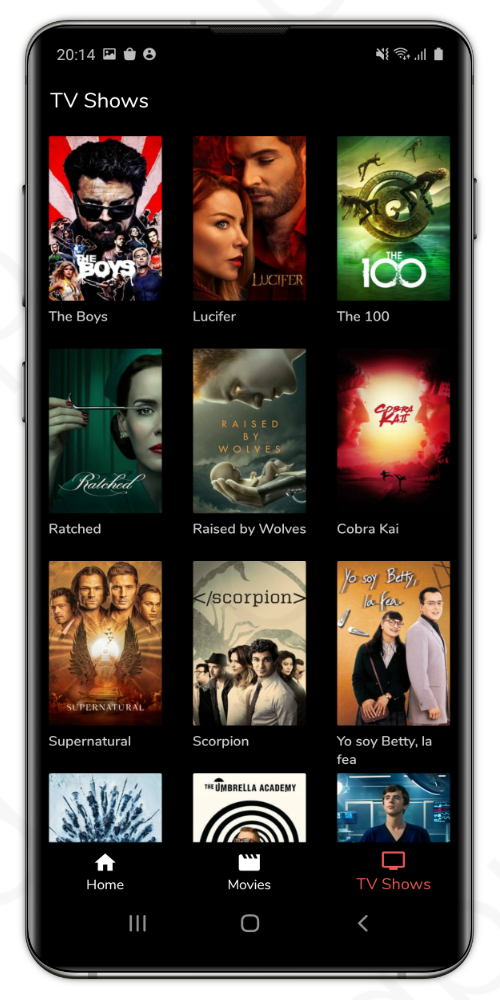 20:14
TV Shows
THE
BOYS
LUCIFER
THE
100
The Boys
Lucifer
The 100
Ratched
RAISED
BY
WOLVES
COBRA
KAI
Ratched
Raised by Wolves
Cobra Kai
SUPERNATURAL
</scorpion>
Yo soy Betty,
la fea
Supernatural
Scorpion
Yo soy Betty, la
fea
THE UMBRELLA ACADEMY
Home
Movies
TV Shows